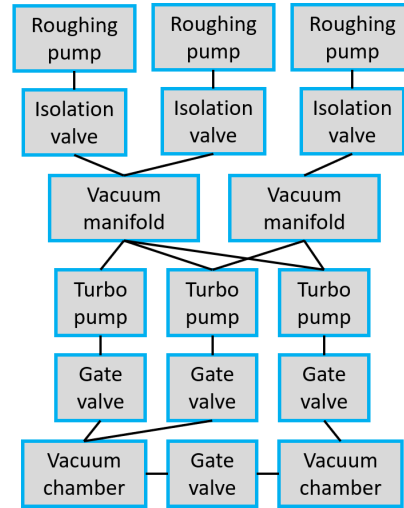 Roughing
pump
Roughing
pump
Roughing
pump
Isolation
valve
Isolation
valve
Isolation
valve
Vacuum
manifold
Vacuum
manifold
Turbo
pump
Turbo
pump
Turbo
pump
Gate
valve
Gate
valve
Gate
valve
Vacuum
chamber
Gate
valve
Vacuum
chamber